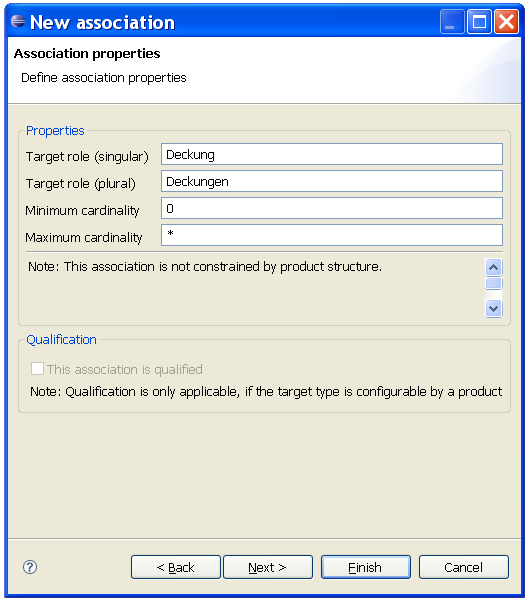 New association
Association properties
Define association properties
Properties
Target role (singular) Deckung
Target role (plural) Deckungen
Minimum cardinality 0
Maximum cardinality *
Note: This association is not constrained by product structure.
Qualification
This association is qualified
Note: Qualification is only applicable, if the target type is configurable by a product
? < Back Next > Finish Cancel